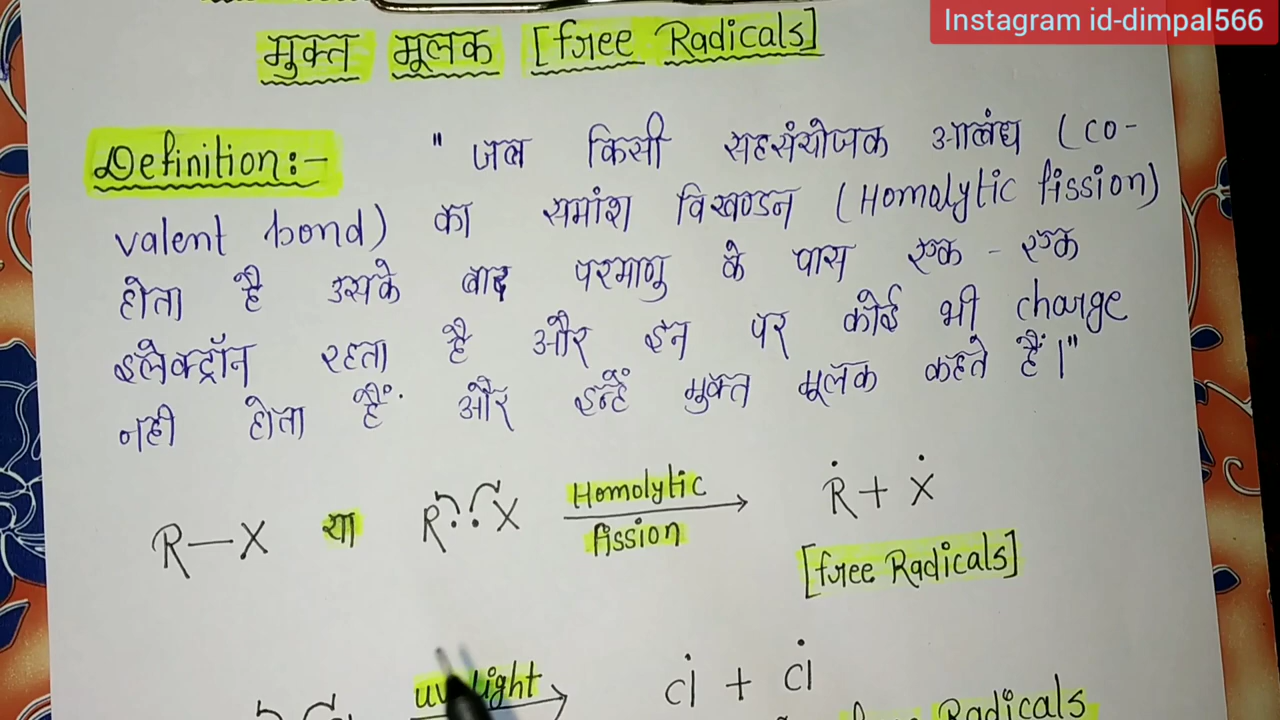 Instagram id-dimpal566
मुक्त मूलक [free Radicals]
Definition:- " जब किसी सहसंयोजक आबंध (co-
valent bond) का समांश विखण्डन (Homolytic fission)
होता है उसके बाद परमाणु के पास एक - एक
इलेक्ट्रॉन रहता है और इन पर कोई भी charge
नही होता है. और इन्हें मुक्त मूलक कहते हैं।"
R—X या R··X Homolytic fission → Ṙ + Ẋ
[free Radicals]
uv light → ċl + ċl
free Radicals